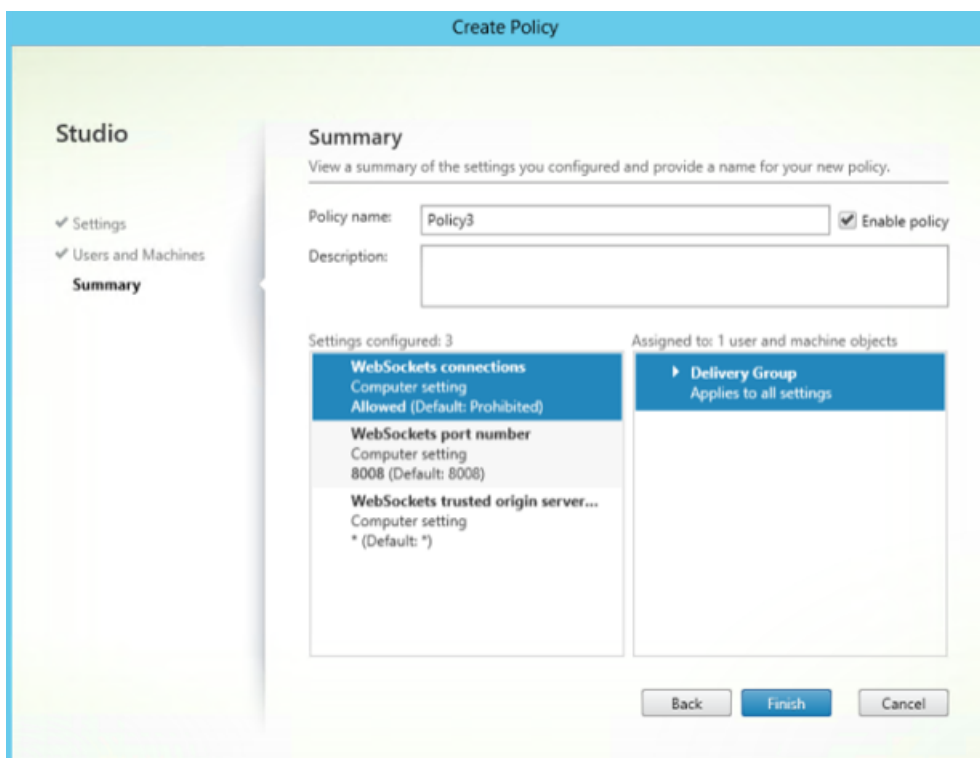 Create Policy
Studio
Settings
Users and Machines
Summary
Summary
View a summary of the settings you configured and provide a name for your new policy.
Policy name:
Policy3
Enable policy
Description:
Settings configured: 3
WebSockets connections
Computer setting
Allowed (Default: Prohibited)
WebSockets port number
Computer setting
8008 (Default: 8008)
WebSockets trusted origin server...
Computer setting
* (Default: *)
Assigned to: 1 user and machine objects
Delivery Group
Applies to all settings
Back
Finish
Cancel